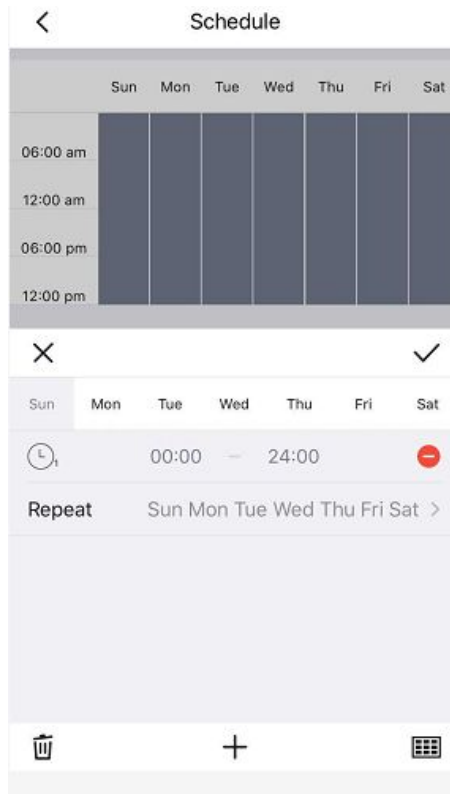 Schedule
Sun Mon Tue Wed Thu Fri Sat
06:00 am
12:00 am
06:00 pm
12:00 pm
Sun Mon Tue Wed Thu Fri Sat
1 00:00 — 24:00
Repeat Sun Mon Tue Wed Thu Fri Sat >